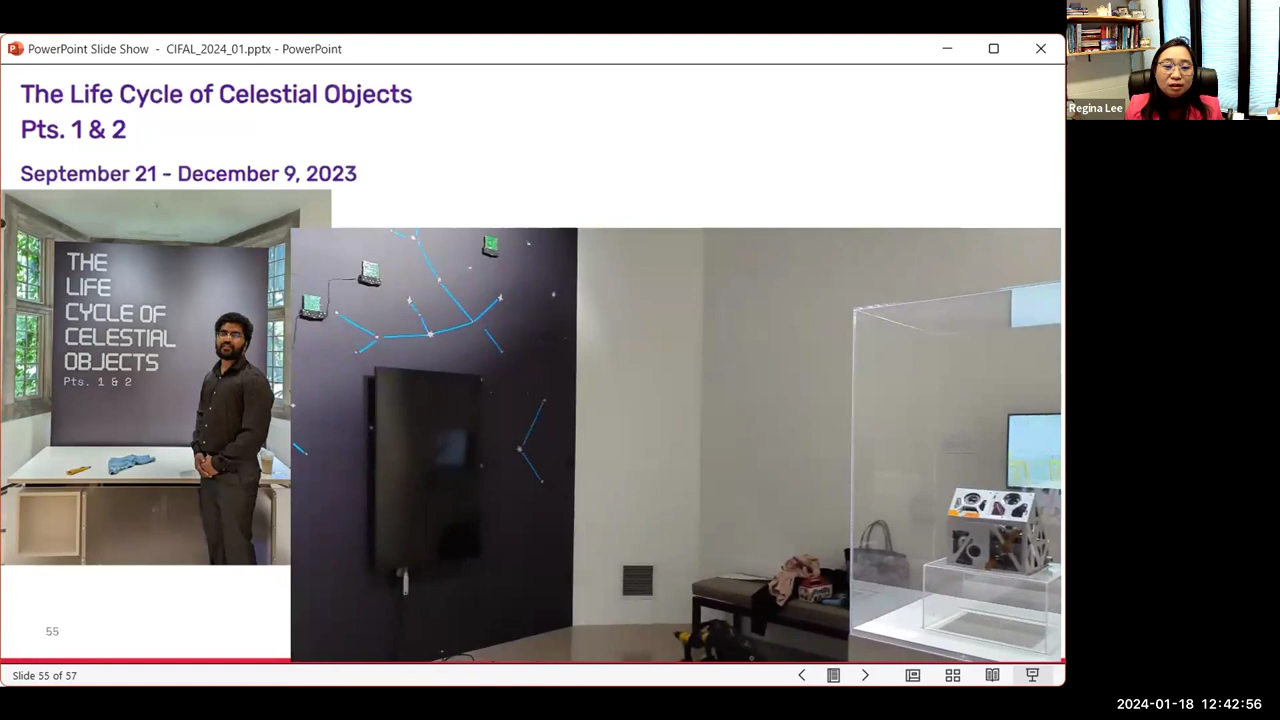 PowerPoint Slide Show - CIFAL_2024_01.pptx - PowerPoint
Regina Lee
The Life Cycle of Celestial Objects
Pts. 1 & 2
September 21 - December 9, 2023
THE
LIFE
CYCLE OF
CELESTIAL
OBJECTS
Pts. 1 & 2
55
Slide 55 of 57
2024-01-18 12:42:56